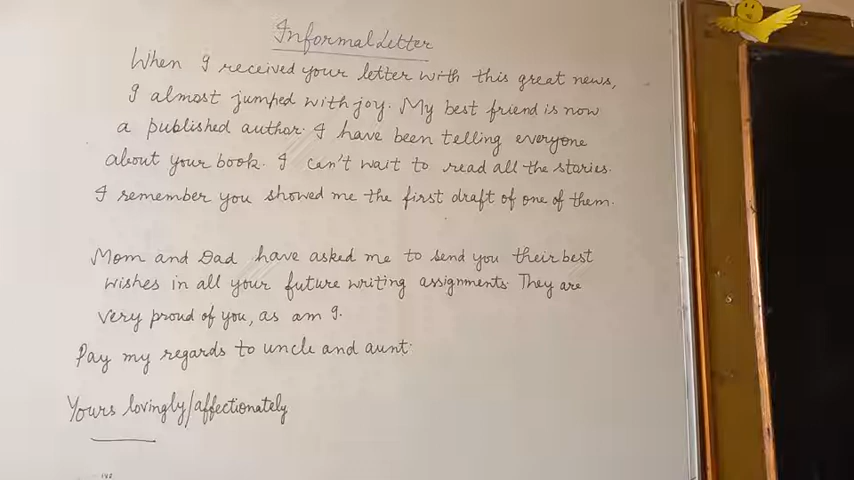 Informal Letter
When I received your letter with this great news,
I almost jumped with joy. My best friend is now
a published author. I have been telling everyone
about your book. I can't wait to read all the stories.
I remember you showed me the first draft of one of them.
Mom and Dad have asked me to send you their best
wishes in all your future writing assignments. They are
very proud of you, as am I.
Pay my regards to uncle and aunt.
Yours lovingly/affectionately